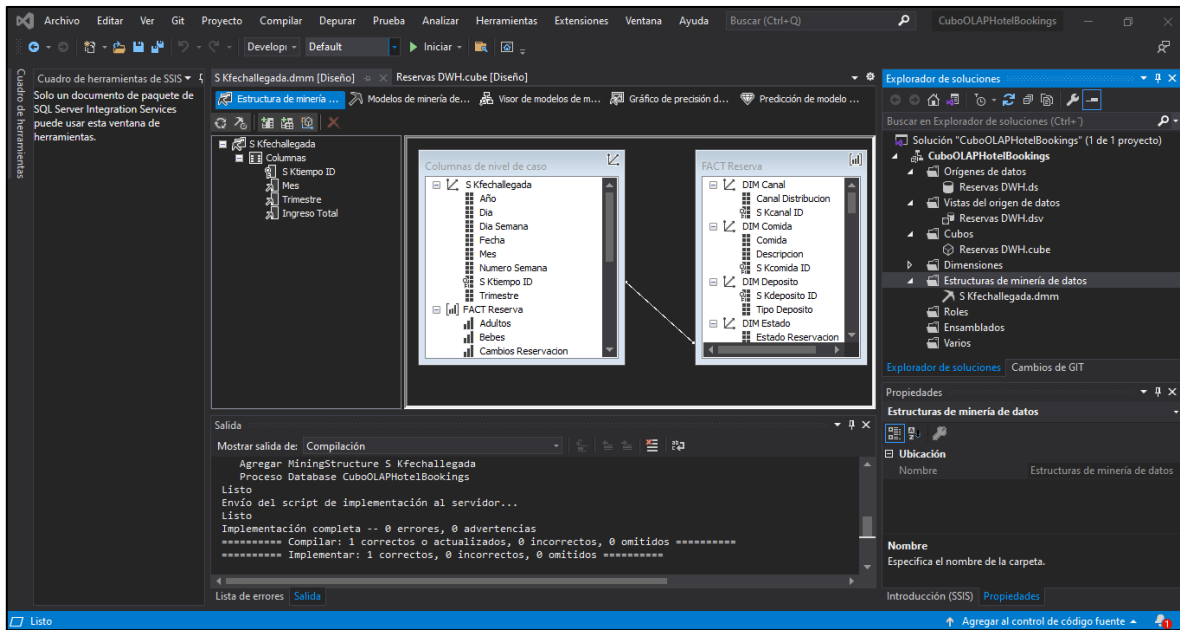 Archivo Editar Ver Git Proyecto Compilar Depurar Prueba Analizar Herramientas Extensiones Ventana Ayuda Buscar (Ctrl+Q) CuboOLAPHotelBookings
Developi Default Iniciar
Cuadro de herramientas
Cuadro de herramientas de SSIS
Solo un documento de paquete de
SQL Server Integration Services
puede usar esta ventana de
herramientas.
S Kfechallegada.dmm [Diseño] Reservas DWH.cube [Diseño]
Estructura de minería ... Modelos de minería de... Visor de modelos de m... Gráfico de precisión d... Predicción de modelo ...
S Kfechallegada
Columnas
S Ktiempo ID
Mes
Trimestre
Ingreso Total
Columnas de nivel de caso
S Kfechallegada
Año
Dia
Dia Semana
Fecha
Mes
Numero Semana
S Ktiempo ID
Trimestre
FACT Reserva
Adultos
Bebes
Cambios Reservacion
FACT Reserva
DIM Canal
Canal Distribucion
S Kcanal ID
DIM Comida
Comida
Descripcion
S Kcomida ID
DIM Deposito
S Kdeposito ID
Tipo Deposito
DIM Estado
Estado Reservacion
Salida
Mostrar salida de: Compilación
Agregar MiningStructure S Kfechallegada
Proceso Database CuboOLAPHotelBookings
Listo
Envío del script de implementación al servidor...
Listo
Implementación completa -- 0 errores, 0 advertencias
========== Compilar: 1 correctos o actualizados, 0 incorrectos, 0 omitidos ==========
========== Implementar: 1 correctos, 0 incorrectos, 0 omitidos ==========
Lista de errores Salida
Explorador de soluciones
Buscar en Explorador de soluciones (Ctrl+¨)
Solución "CuboOLAPHotelBookings" (1 de 1 proyecto)
CuboOLAPHotelBookings
Orígenes de datos
Reservas DWH.ds
Vistas del origen de datos
Reservas DWH.dsv
Cubos
Reservas DWH.cube
Dimensiones
Estructuras de minería de datos
S Kfechallegada.dmm
Roles
Ensamblados
Varios
Explorador de soluciones Cambios de GIT
Propiedades
Estructuras de minería de datos
Ubicación
Nombre Estructuras de minería de datos
Nombre
Especifica el nombre de la carpeta.
Introducción (SSIS) Propiedades
Listo Agregar al control de código fuente 1